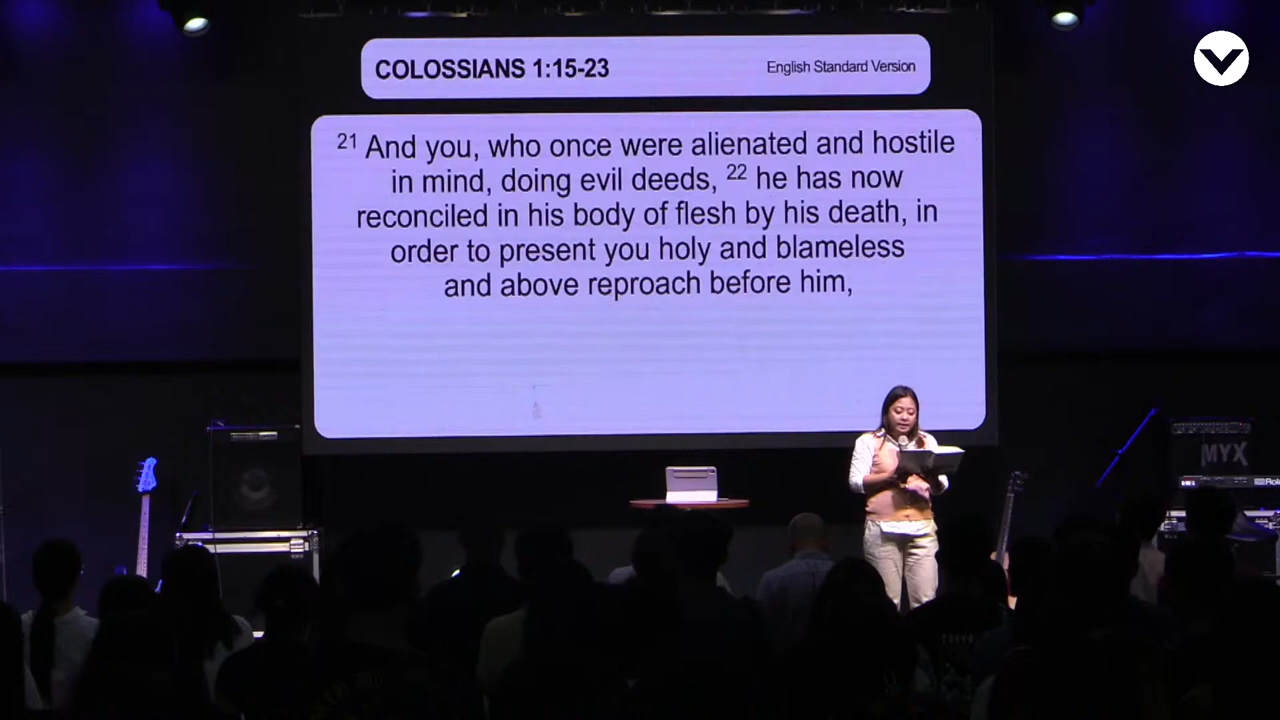 COLOSSIANS 1:15-23
English Standard Version
21 And you, who once were alienated and hostile
in mind, doing evil deeds, 22 he has now
reconciled in his body of flesh by his death, in
order to present you holy and blameless
and above reproach before him,
MYX
Rola